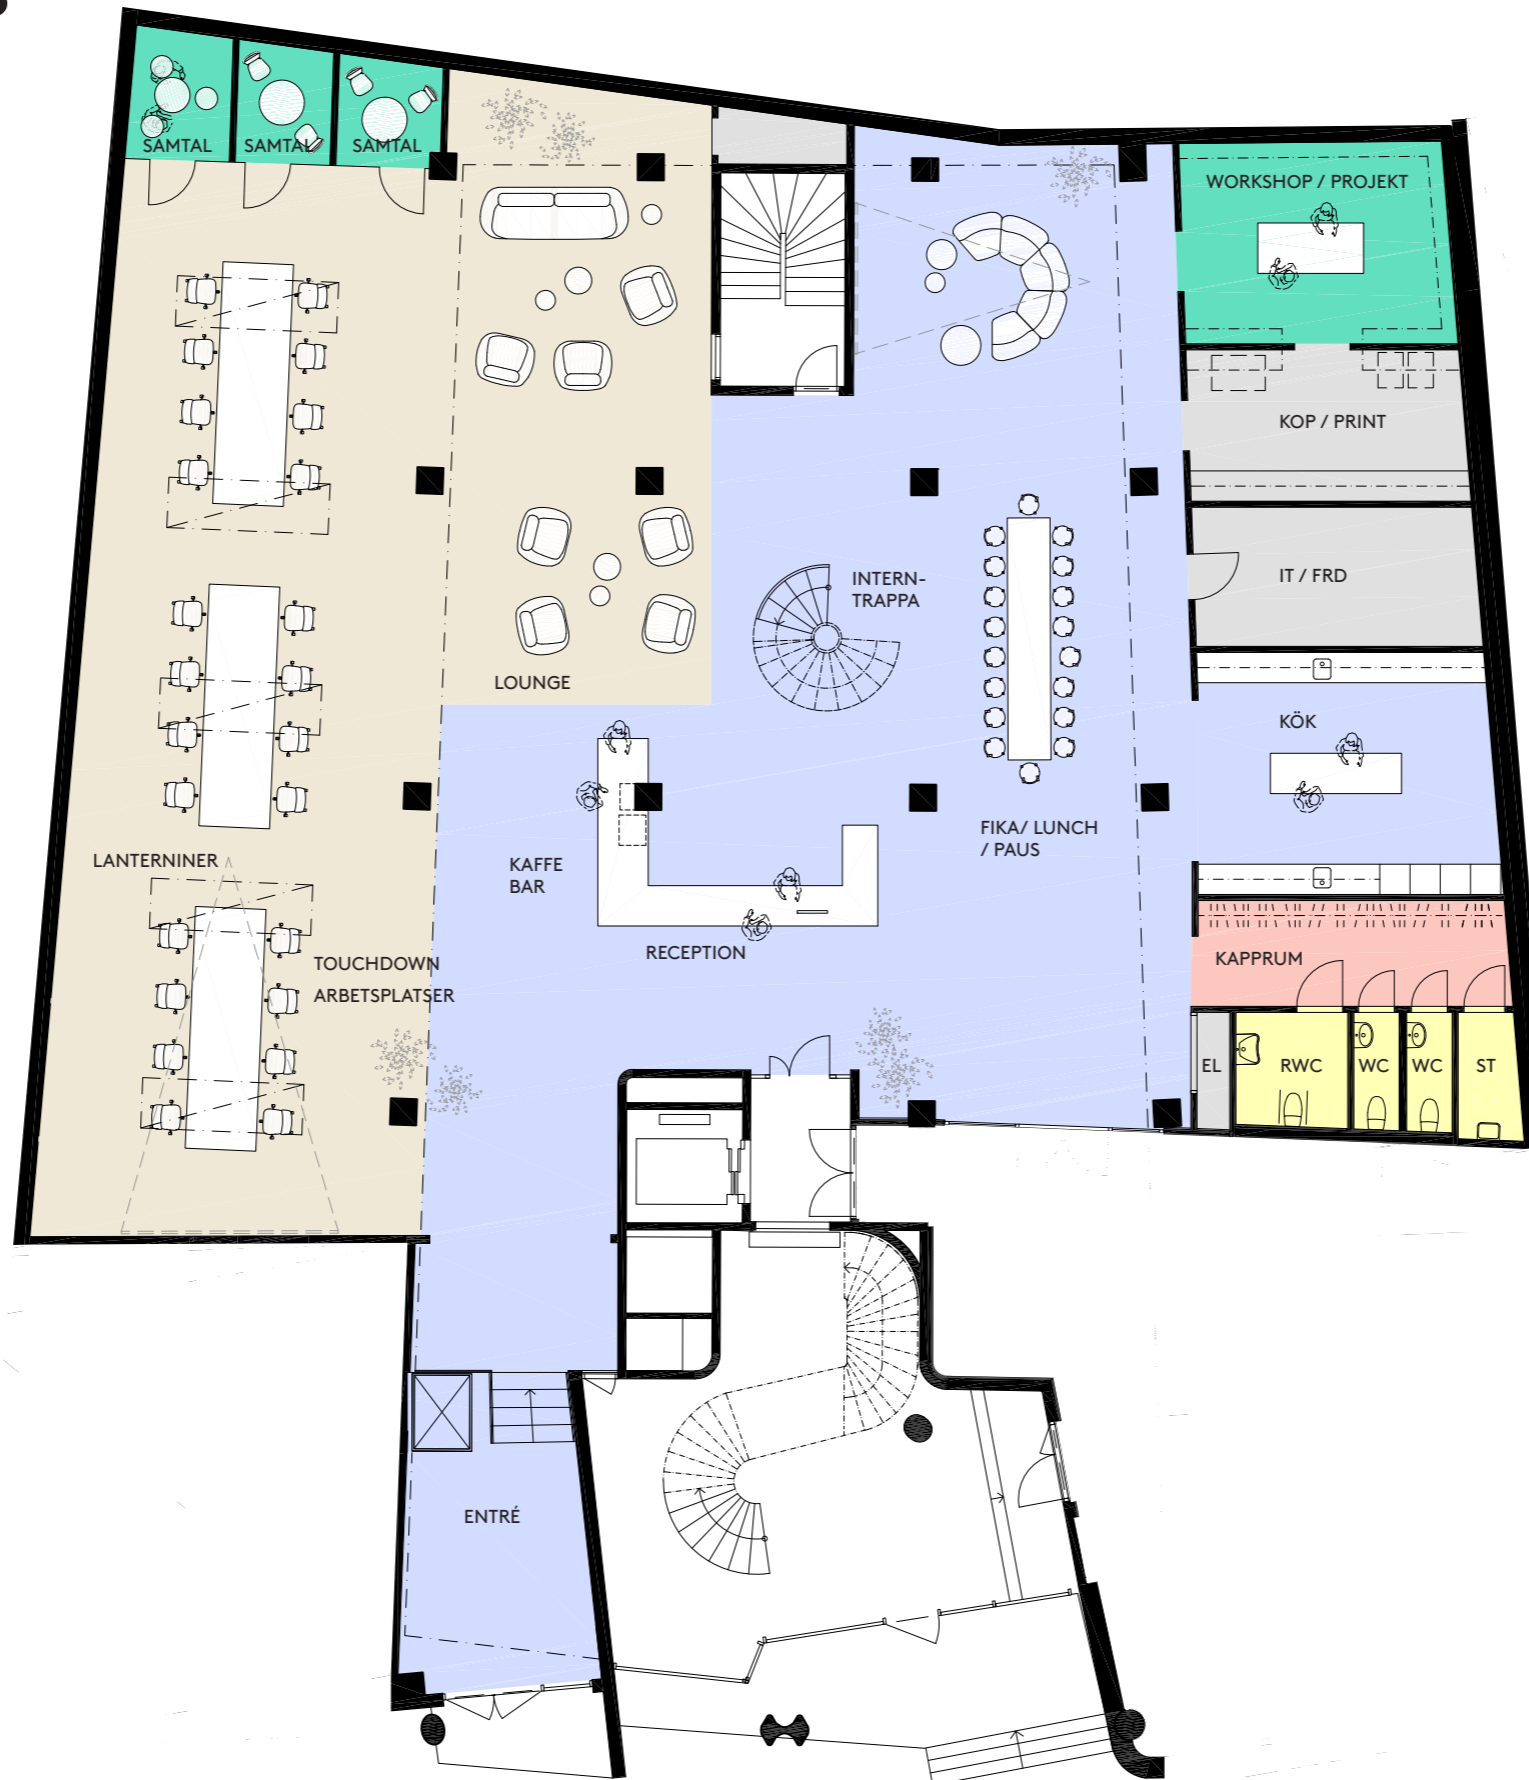 SAMTAL
SAMTAL
SAMTAL
WORKSHOP / PROJEKT
KOP / PRINT
IT / FRD
INTERN-
TRAPPA
LOUNGE
KÖK
FIKA/ LUNCH
/ PAUS
LANTERNINER
KAFFE
BAR
RECEPTION
TOUCHDOWN
ARBETSPLATSER
KAPPRUM
EL
RWC
WC
WC
ST
ENTRÉ